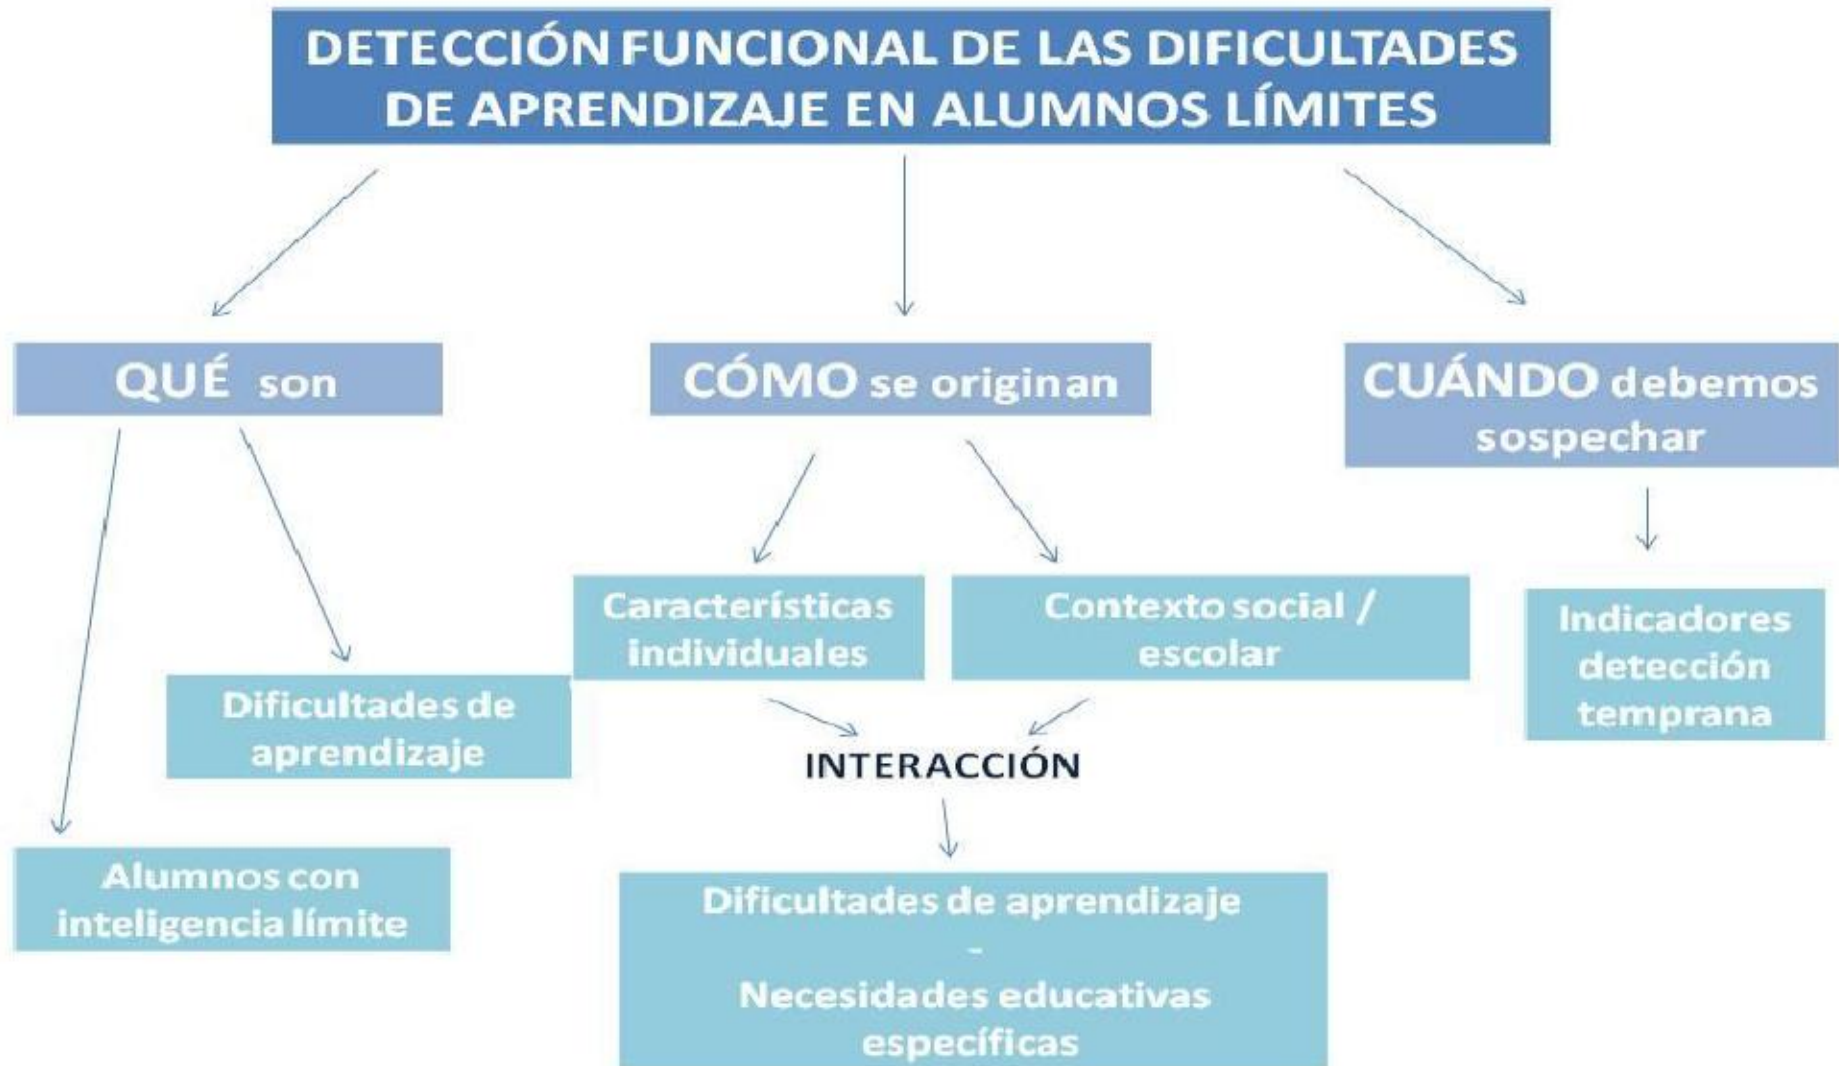 DETECCIÓN FUNCIONAL DE LAS DIFICULTADES
DE APRENDIZAJE EN ALUMNOS LÍMITES
QUÉ son
CÓMO se originan
CUÁNDO debemos
sospechar
Características
individuales
Contexto social /
escolar
Indicadores
detección
temprana
Dificultades de
aprendizaje
INTERACCIÓN
Alumnos con
inteligencia límite
Dificultades de aprendizaje
-
Necesidades educativas
específicas